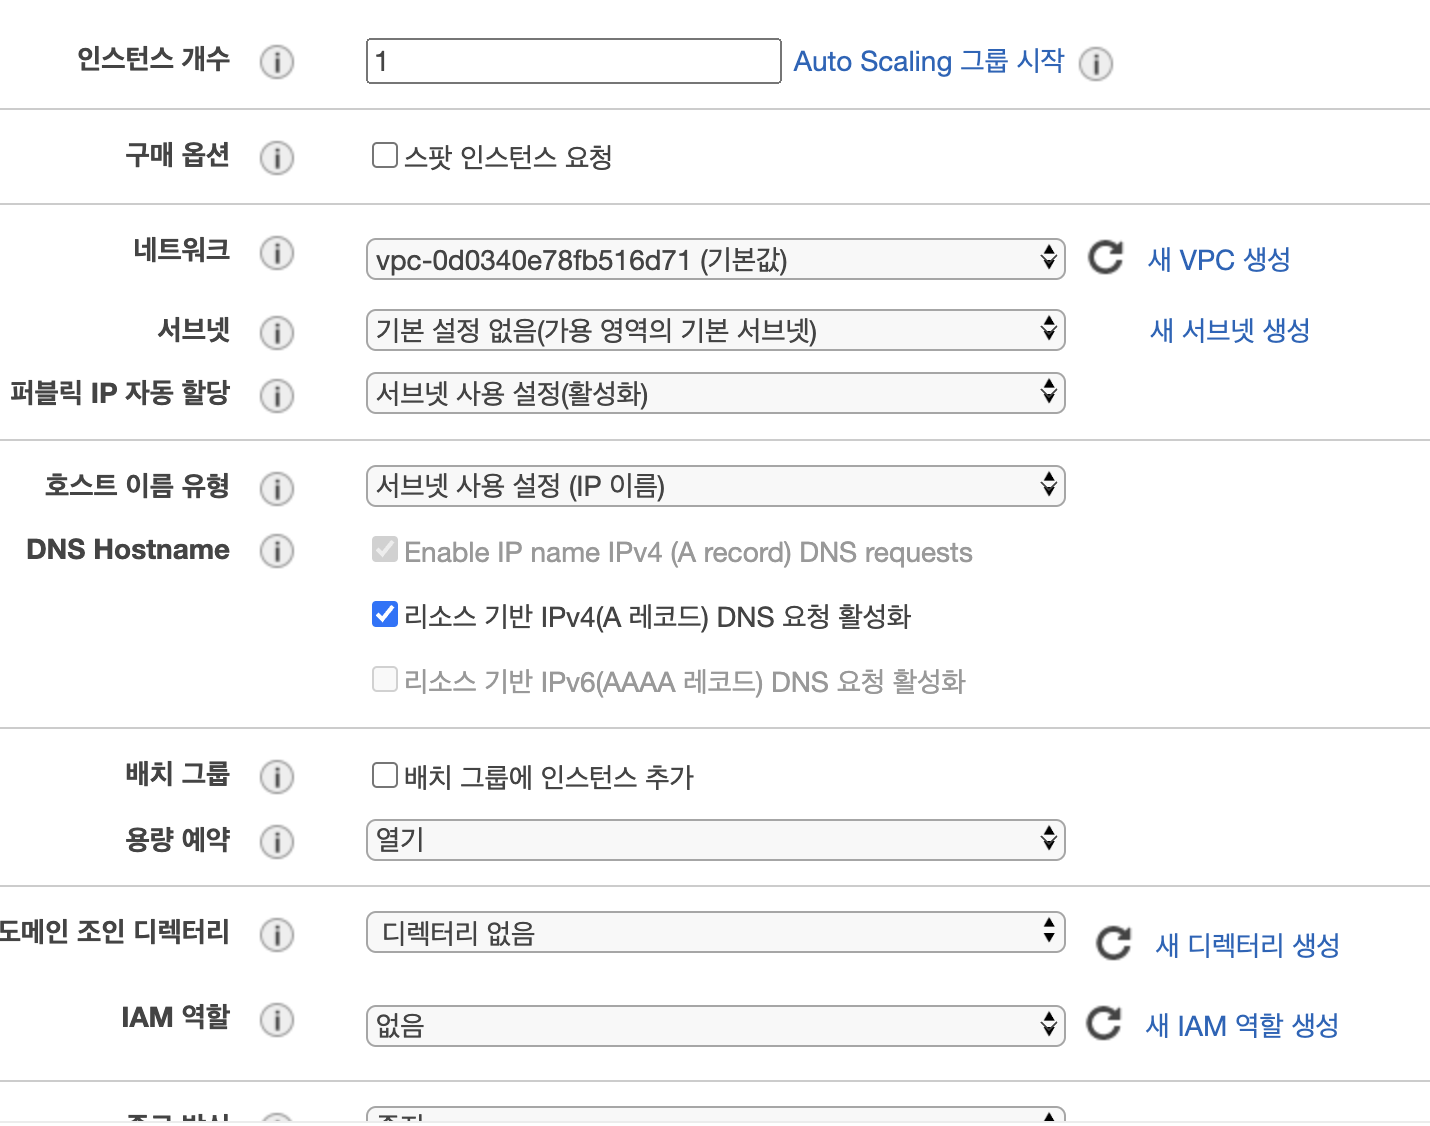 인스턴스 개수 1 Auto Scaling 그룹 시작
구매 옵션 스팟 인스턴스 요청
네트워크 vpc-0d0340e78fb516d71 (기본값) 새 VPC 생성
서브넷 기본 설정 없음(가용 영역의 기본 서브넷) 새 서브넷 생성
퍼블릭 IP 자동 할당 서브넷 사용 설정(활성화)
호스트 이름 유형 서브넷 사용 설정 (IP 이름)
DNS Hostname Enable IP name IPv4 (A record) DNS requests
리소스 기반 IPv4(A 레코드) DNS 요청 활성화
리소스 기반 IPv6(AAAA 레코드) DNS 요청 활성화
배치 그룹 배치 그룹에 인스턴스 추가
용량 예약 열기
도메인 조인 디렉터리 디렉터리 없음 새 디렉터리 생성
IAM 역할 없음 새 IAM 역할 생성